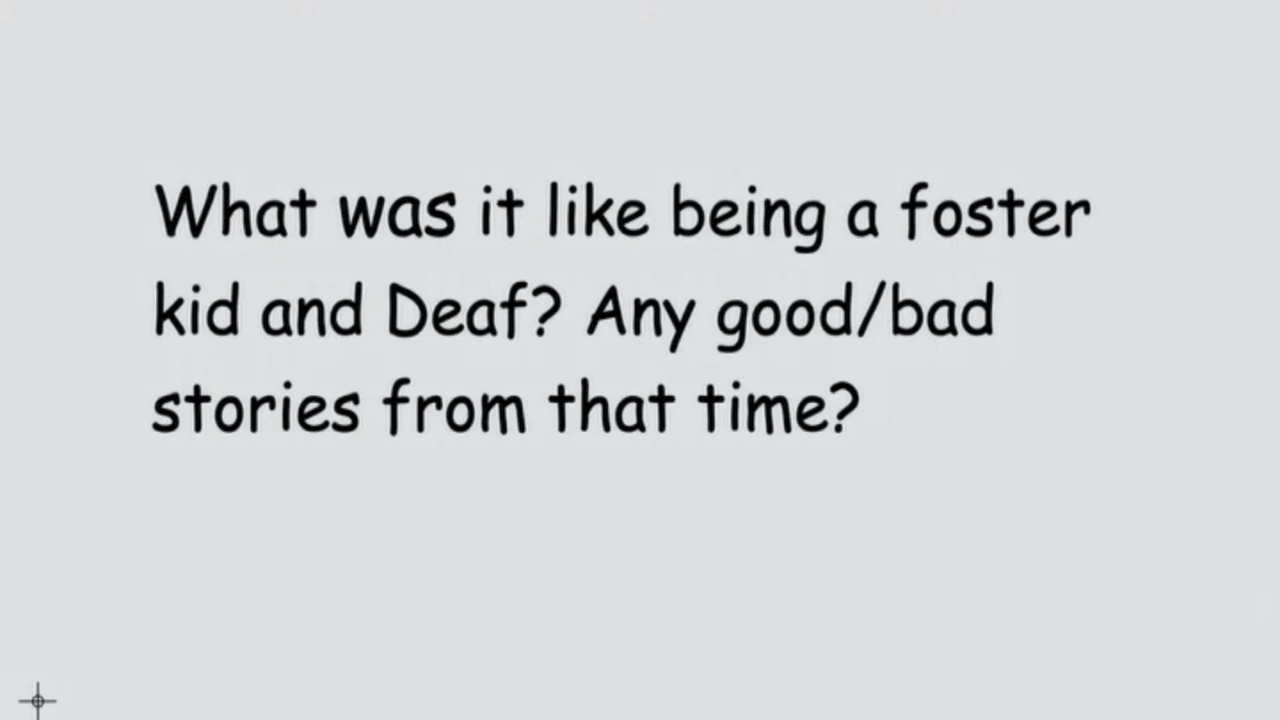 What was it like being a foster
kid and Deaf? Any good/bad
stories from that time?